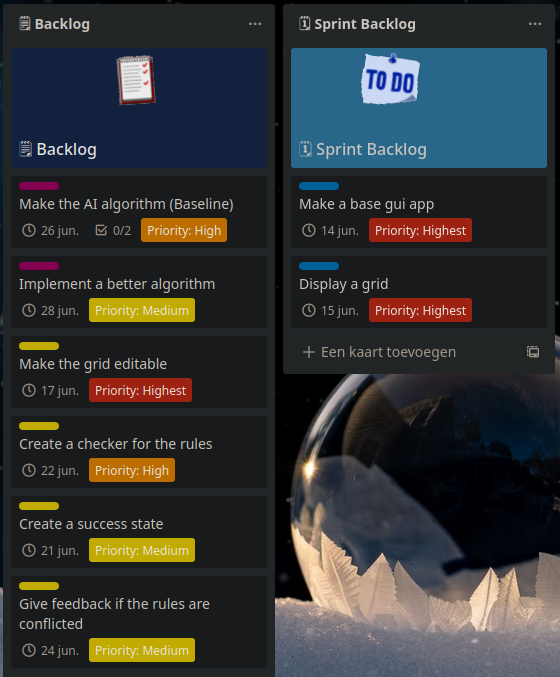 Backlog
Backlog
Make the AI algorithm (Baseline)
26 jun. 0/2 Priority: High
Implement a better algorithm
28 jun. Priority: Medium
Make the grid editable
17 jun. Priority: Highest
Create a checker for the rules
22 jun. Priority: High
Create a success state
21 jun. Priority: Medium
Give feedback if the rules are
conflicted
24 jun. Priority: Medium
Sprint Backlog
TO DO
Sprint Backlog
Make a base gui app
14 jun. Priority: Highest
Display a grid
15 jun. Priority: Highest
Een kaart toevoegen